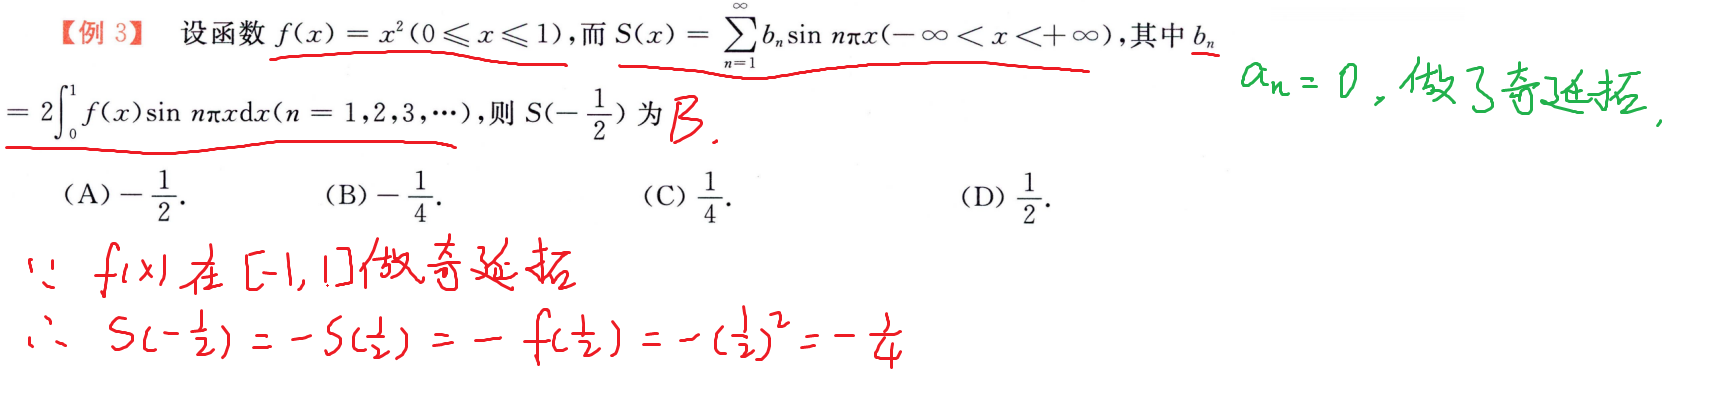 【例 3】 设函数 f(x) = x²(0 ⩽ x ⩽ 1),而 S(x) = ∑_{n=1}^{∞} bₙ sin nπx(− ∞ < x <+ ∞),其中 bₙ
= 2∫₀¹ f(x)sin nπxdx(n = 1,2,3,⋯),则 S(− 1/2) 为 B.
aₙ = 0, 做了奇延拓,
(A) − 1/2. (B) − 1/4. (C) 1/4. (D) 1/2.
∵ f(x) 在 [-1, 1] 做奇延拓
∴ S(-1/2) = -S(1/2) = - f(1/2) = -(1/2)² = - 1/4